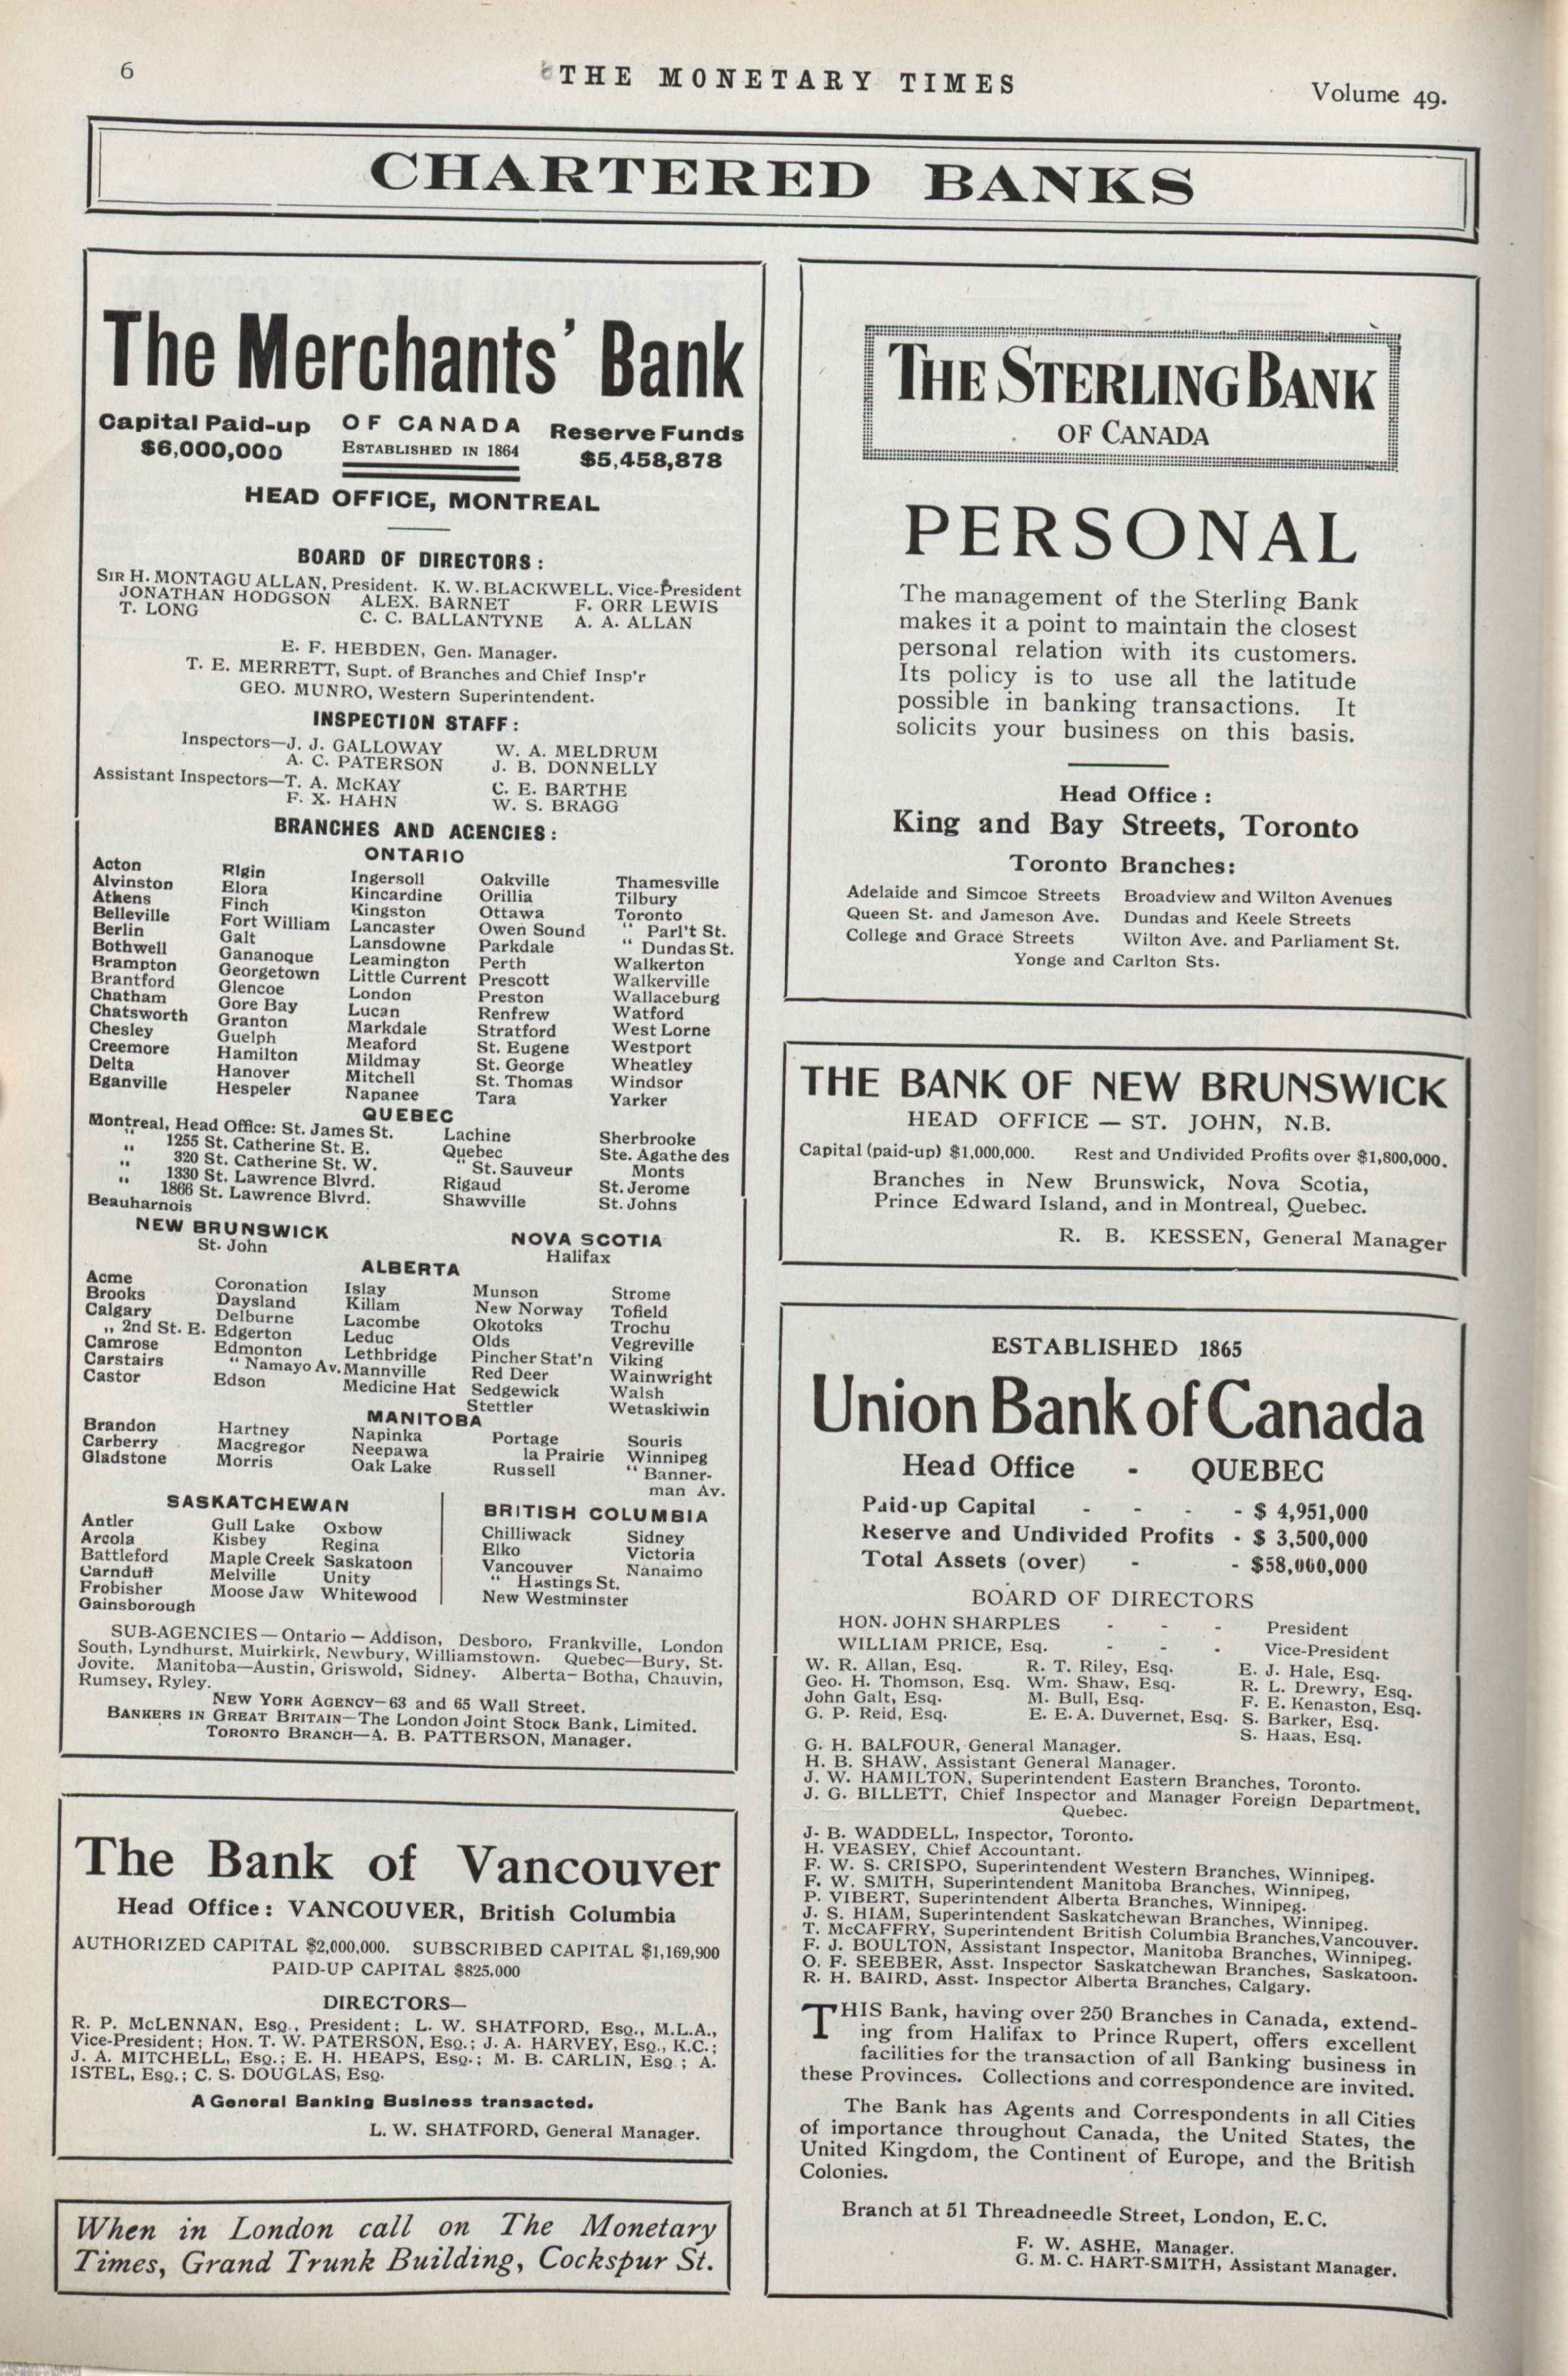 6
THE MONETARY TIMES
Volume 49.
CHARTERED BANKS
The Merchants' Bank
Capital Paid-up
$6,000,000
OF CANADA
ESTABLISHED IN 1864
Reserve Funds
$5,458,878
HEAD OFFICE, MONTREAL
BOARD OF DIRECTORS:
SIR H. MONTAGU ALLAN, President. K. W. BLACKWELL, Vice-President
JONATHAN HODGSON ALEX. BARNET F. ORR LEWIS
T. LONG C. C. BALLANTYNE A. A. ALLAN
E. F. HEBDEN, Gen. Manager.
T. E. MERRETT, Supt. of Branches and Chief Insp'r
GEO. MUNRO, Western Superintendent.
INSPECTION STAFF:
Inspectors—J. J. GALLOWAY W. A. MELDRUM
A. C. PATERSON J. B. DONNELLY
Assistant Inspectors—T. A. McKAY C. E. BARTHE
F. X. HAHN W. S. BRAGG
BRANCHES AND AGENCIES:
ONTARIO
Acton Rlgin Ingersoll Oakville Thamesville
Alvinston Elora Kincardine Orillia Tilbury
Athens Finch Kingston Ottawa Toronto
Belleville Fort William Lancaster Owen Sound " Parl't St.
Berlin Galt Lansdowne Parkdale " Dundas St.
Bothwell Gananoque Leamington Perth Walkerton
Brampton Georgetown Little Current Prescott Walkerville
Brantford Glencoe London Preston Wallaceburg
Chatham Gore Bay Lucan Renfrew Watford
Chatsworth Granton Markdale Stratford West Lorne
Chesley Guelph Meaford St. Eugene Westport
Creemore Hamilton Mildmay St. George Wheatley
Delta Hanover Mitchell St. Thomas Windsor
Eganville Hespeler Napanee Tara Yarker
QUEBEC
Montreal, Head Office: St. James St. Lachine Sherbrooke
" 1255 St. Catherine St. E. Quebec Ste. Agathe des
" 320 St. Catherine St. W. " St. Sauveur Monts
" 1330 St. Lawrence Blvrd. Rigaud St. Jerome
" 1866 St. Lawrence Blvrd. Shawville St. Johns
Beauharnois
NEW BRUNSWICK
St. John
NOVA SCOTIA
Halifax
ALBERTA
Acme Coronation Islay Munson Strome
Brooks Daysland Killam New Norway Tofield
Calgary Delburne Lacombe Okotoks Trochu
" 2nd St. E. Edgerton Leduc Olds Vegreville
Camrose Edmonton Lethbridge Pincher Stat'n Viking
Carstairs " Namayo Av. Mannville Red Deer Wainwright
Castor Edson Medicine Hat Sedgewick Walsh
Stettler Wetaskiwin
MANITOBA
Brandon Hartney Napinka Portage Souris
Carberry Macgregor Neepawa la Prairie Winnipeg
Gladstone Morris Oak Lake Russell " Banner-
man Av.
SASKATCHEWAN
Antler Gull Lake Oxbow
Arcola Kisbey Regina
Battleford Maple Creek Saskatoon
Carnduff Melville Unity
Frobisher Moose Jaw Whitewood
Gainsborough
BRITISH COLUMBIA
Chilliwack Sidney
Elko Victoria
Vancouver Nanaimo
" Hastings St.
New Westminster
SUB-AGENCIES—Ontario—Addison, Desboro, Frankville, London
South, Lyndhurst, Muirkirk, Newbury, Williamstown. Quebec—Bury, St.
Jovite. Manitoba—Austin, Griswold, Sidney. Alberta—Botha, Chauvin,
Rumsey, Ryley.
NEW YORK AGENCY—63 and 65 Wall Street.
BANKERS IN GREAT BRITAIN—The London Joint Stock Bank, Limited.
TORONTO BRANCH—A. B. PATTERSON, Manager.
The Bank of Vancouver
Head Office: VANCOUVER, British Columbia
AUTHORIZED CAPITAL $2,000,000. SUBSCRIBED CAPITAL $1,169,900
PAID-UP CAPITAL $825,000
DIRECTORS—
R. P. McLENNAN, Esq., President; L. W. SHATFORD, Esq., M.L.A.,
Vice-President; HON. T. W. PATERSON, Esq.; J. A. HARVEY, Esq., K.C.;
J. A. MITCHELL, Esq.; E. H. HEAPS, Esq.; M. B. CARLIN, Esq.; A.
ISTEL, Esq.; C. S. DOUGLAS, Esq.
A General Banking Business transacted.
L. W. SHATFORD, General Manager.
When in London call on The Monetary
Times, Grand Trunk Building, Cockspur St.
THE STERLING BANK
OF CANADA
PERSONAL
The management of the Sterling Bank
makes it a point to maintain the closest
personal relation with its customers.
Its policy is to use all the latitude
possible in banking transactions. It
solicits your business on this basis.
Head Office:
King and Bay Streets, Toronto
Toronto Branches:
Adelaide and Simcoe Streets Broadview and Wilton Avenues
Queen St. and Jameson Ave. Dundas and Keele Streets
College and Grace Streets Wilton Ave. and Parliament St.
Yonge and Carlton Sts.
THE BANK OF NEW BRUNSWICK
HEAD OFFICE — ST. JOHN, N.B.
Capital (paid-up) $1,000,000. Rest and Undivided Profits over $1,800,000.
Branches in New Brunswick, Nova Scotia,
Prince Edward Island, and in Montreal, Quebec.
R. B. KESSEN, General Manager
ESTABLISHED 1865
Union Bank of Canada
Head Office - QUEBEC
Paid-up Capital - - - - $ 4,951,000
Reserve and Undivided Profits - $ 3,500,000
Total Assets (over) - - $58,000,000
BOARD OF DIRECTORS
HON. JOHN SHARPLES - - - President
WILLIAM PRICE, Esq. - - - Vice-President
W. R. Allan, Esq. R. T. Riley, Esq. E. J. Hale, Esq.
Geo. H. Thomson, Esq. Wm. Shaw, Esq. R. L. Drewry, Esq.
John Galt, Esq. M. Bull, Esq. F. E. Kenaston, Esq.
G. P. Reid, Esq. E. E. A. Duvernet, Esq. S. Barker, Esq.
S. Haas, Esq.
G. H. BALFOUR, General Manager.
H. B. SHAW, Assistant General Manager.
J. W. HAMILTON, Superintendent Eastern Branches, Toronto.
J. G. BILLETT, Chief Inspector and Manager Foreign Department,
Quebec.
J. B. WADDELL, Inspector, Toronto.
H. VEASEY, Chief Accountant.
F. W. S. CRISPO, Superintendent Western Branches, Winnipeg.
F. W. SMITH, Superintendent Manitoba Branches, Winnipeg,
P. VIBERT, Superintendent Alberta Branches, Winnipeg.
J. S. HIAM, Superintendent Saskatchewan Branches, Winnipeg.
T. McCAFFRY, Superintendent British Columbia Branches, Vancouver.
F. J. BOULTON, Assistant Inspector, Manitoba Branches, Winnipeg.
O. F. SEEBER, Asst. Inspector Saskatchewan Branches, Saskatoon.
R. H. BAIRD, Asst. Inspector Alberta Branches, Calgary.
THIS Bank, having over 250 Branches in Canada, extend-
ing from Halifax to Prince Rupert, offers excellent
facilities for the transaction of all Banking business in
these Provinces. Collections and correspondence are invited.
The Bank has Agents and Correspondents in all Cities
of importance throughout Canada, the United States, the
United Kingdom, the Continent of Europe, and the British
Colonies.
Branch at 51 Threadneedle Street, London, E.C.
F. W. ASHE, Manager.
G. M. C. HART-SMITH, Assistant Manager.